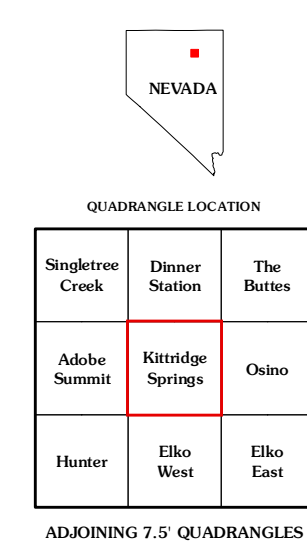 NEVADA
QUADRANGLE LOCATION
Singletree
Creek
Dinner
Station
The
Buttes
Adobe
Summit
Kittridge
Springs
Osino
Hunter
Elko
West
Elko
East
ADJOINING 7.5' QUADRANGLES